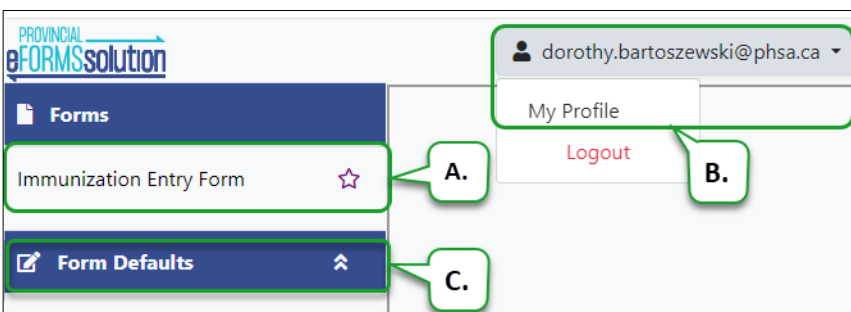 PROVINCIAL
eFORMSsolution
dorothy.bartoszewski@phsa.ca
Forms
My Profile
Logout
Immunization Entry Form
A.
B.
Form Defaults
C.